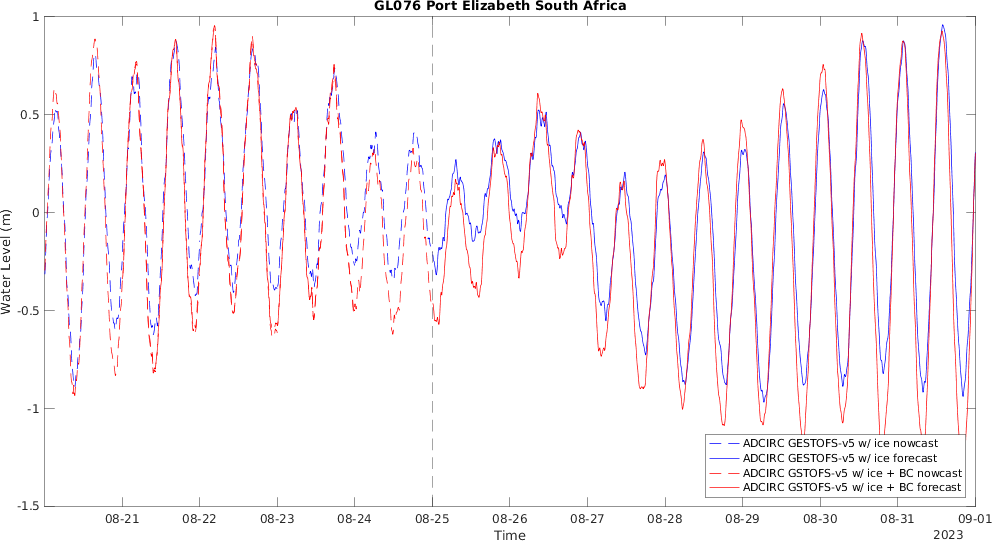 GL076 Port Elizabeth South Africa
1
0.5
0
-0.5
-1
-1.5
Water Level (m)
ADCIRC GESTOFS-v5 w/ ice nowcast
ADCIRC GESTOFS-v5 w/ ice forecast
ADCIRC GSTOFS-v5 w/ ice + BC nowcast
ADCIRC GSTOFS-v5 w/ ice + BC forecast
08-21 08-22 08-23 08-24 08-25 08-26 08-27 08-28 08-29 08-30 08-31 09-01
Time
2023